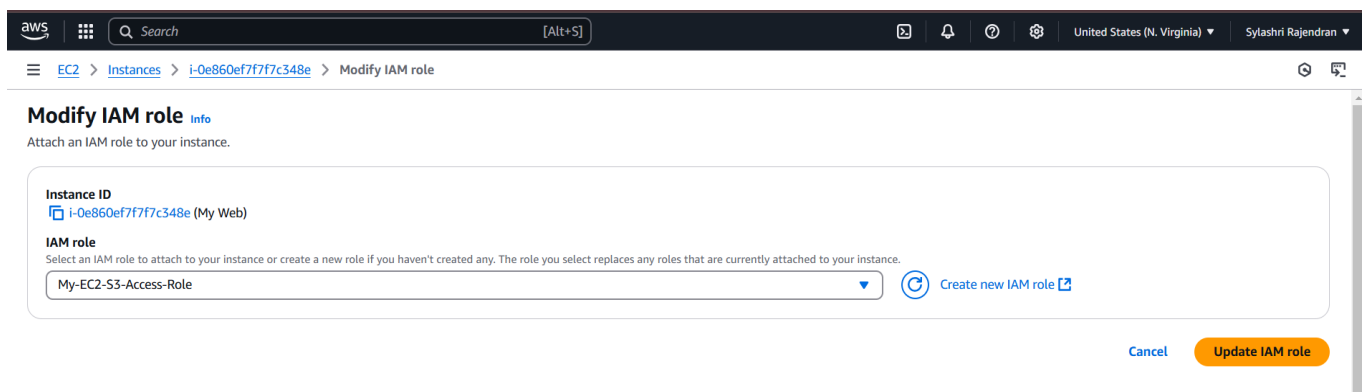 aws
Search [Alt+S]
United States (N. Virginia) ▼ Sylashri Rajendran ▼
EC2 > Instances > i-0e860ef7f7f7c348e > Modify IAM role
Modify IAM role Info
Attach an IAM role to your instance.
Instance ID
i-0e860ef7f7f7c348e (My Web)
IAM role
Select an IAM role to attach to your instance or create a new role if you haven't created any. The role you select replaces any roles that are currently attached to your instance.
My-EC2-S3-Access-Role
Create new IAM role
Cancel Update IAM role